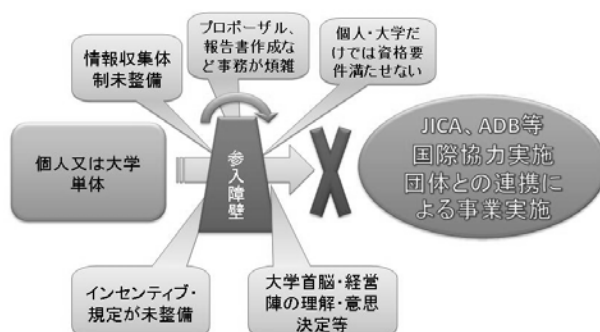 情報収集体
制未整備
プロポーザル、
報告書作成な
ど事務が煩雑
個人・大学だ
けでは資格要
件満たせない
個人又は大学
単体
参入障壁
JICA、ADB等
国際協力実施
団体との連携に
よる事業実施
インセンティブ・
規定が未整備
大学首脳・経営
陣の理解・意思
決定等